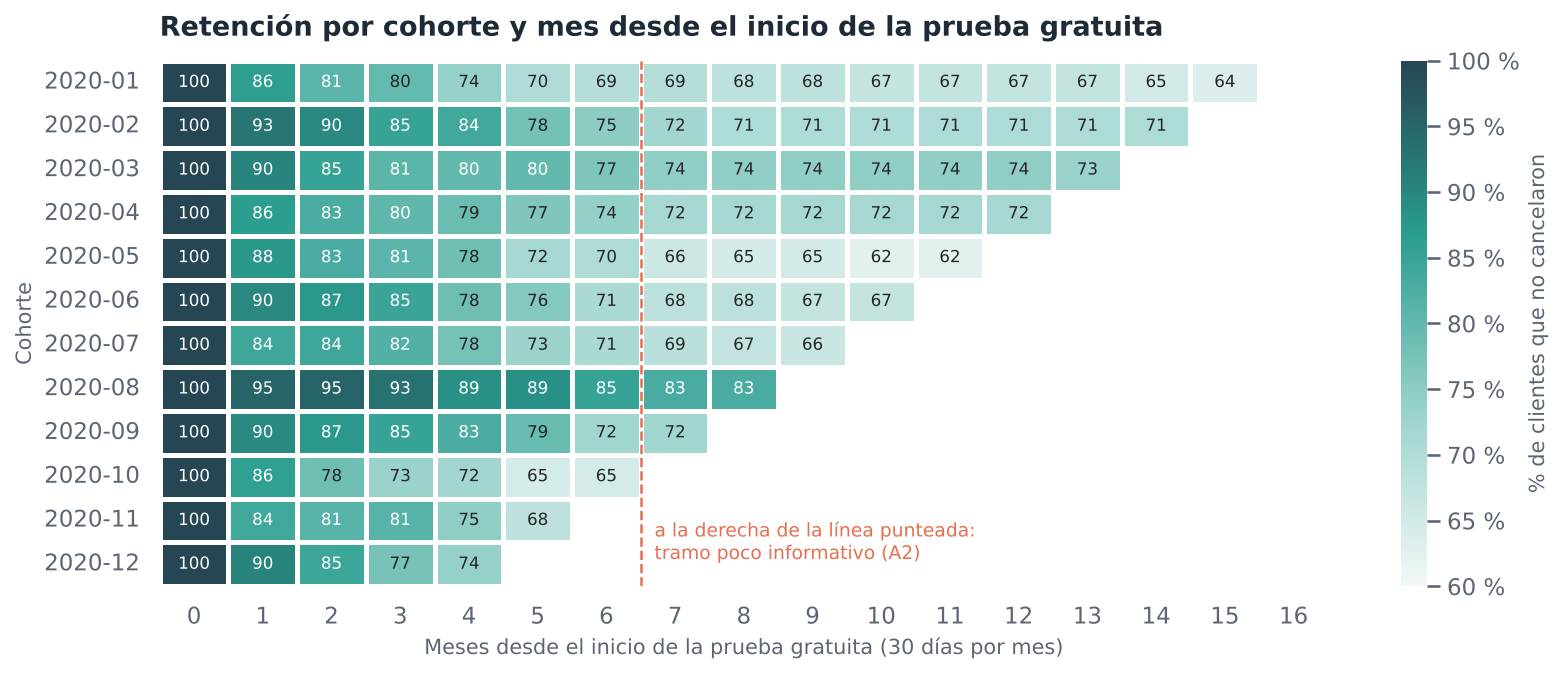 Retención por cohorte y mes desde el inicio de la prueba gratuita
2020-01 100 86 81 80 74 70 69 69 68 68 67 67 67 67 65 64
2020-02 100 93 90 85 84 78 75 72 71 71 71 71 71 71 71
2020-03 100 90 85 81 80 80 77 74 74 74 74 74 74 73
2020-04 100 86 83 80 79 77 74 72 72 72 72 72 72
2020-05 100 88 83 81 78 72 70 66 65 65 62 62
2020-06 100 90 87 85 78 76 71 68 68 67 67
2020-07 100 84 84 82 78 73 71 69 67 66
2020-08 100 95 95 93 89 89 85 83 83
2020-09 100 90 87 85 83 79 72 72
2020-10 100 86 78 73 72 65 65
2020-11 100 84 81 81 75 68
2020-12 100 90 85 77 74
Cohorte
a la derecha de la línea punteada:
tramo poco informativo (A2)
0 1 2 3 4 5 6 7 8 9 10 11 12 13 14 15 16
Meses desde el inicio de la prueba gratuita (30 días por mes)
100 %
95 %
90 %
85 %
80 %
75 %
70 %
65 %
60 %
% de clientes que no cancelaron